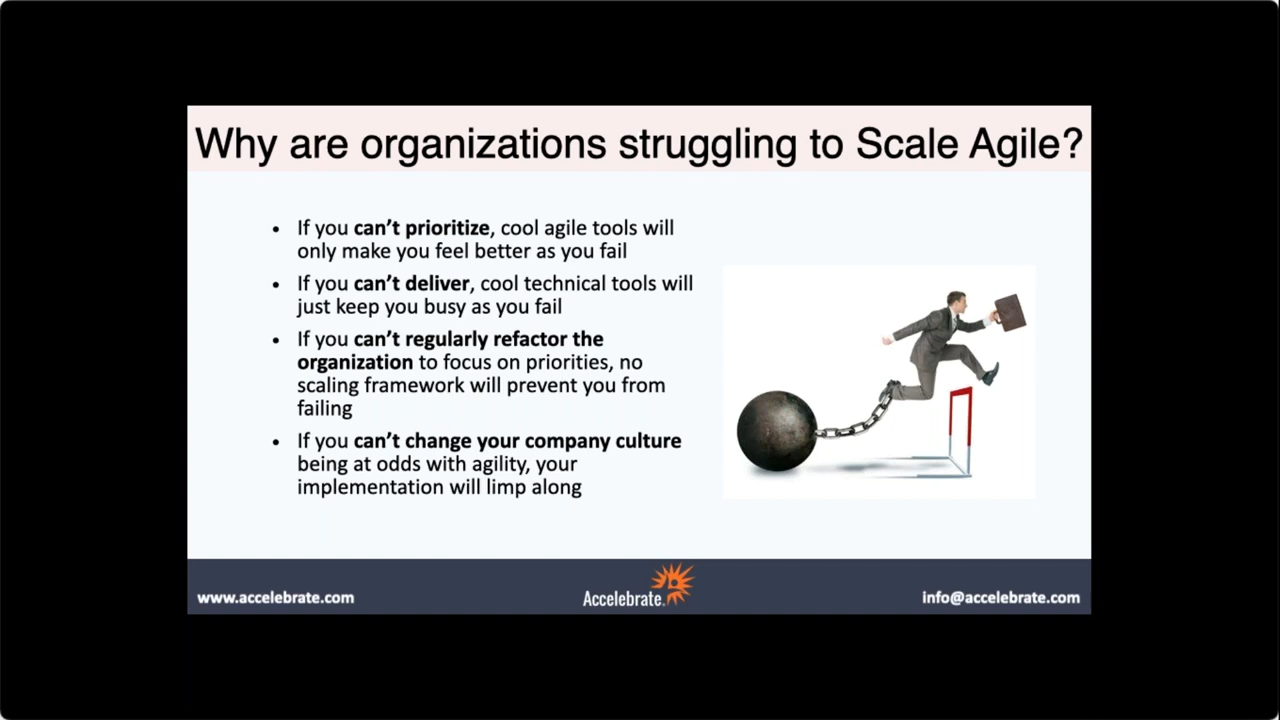 Why are organizations struggling to Scale Agile?
• If you can't prioritize, cool agile tools will
only make you feel better as you fail
• If you can't deliver, cool technical tools will
just keep you busy as you fail
• If you can't regularly refactor the
organization to focus on priorities, no
scaling framework will prevent you from
failing
• If you can't change your company culture
being at odds with agility, your
implementation will limp along
www.accelebrate.com
Accelebrate
info@accelebrate.com